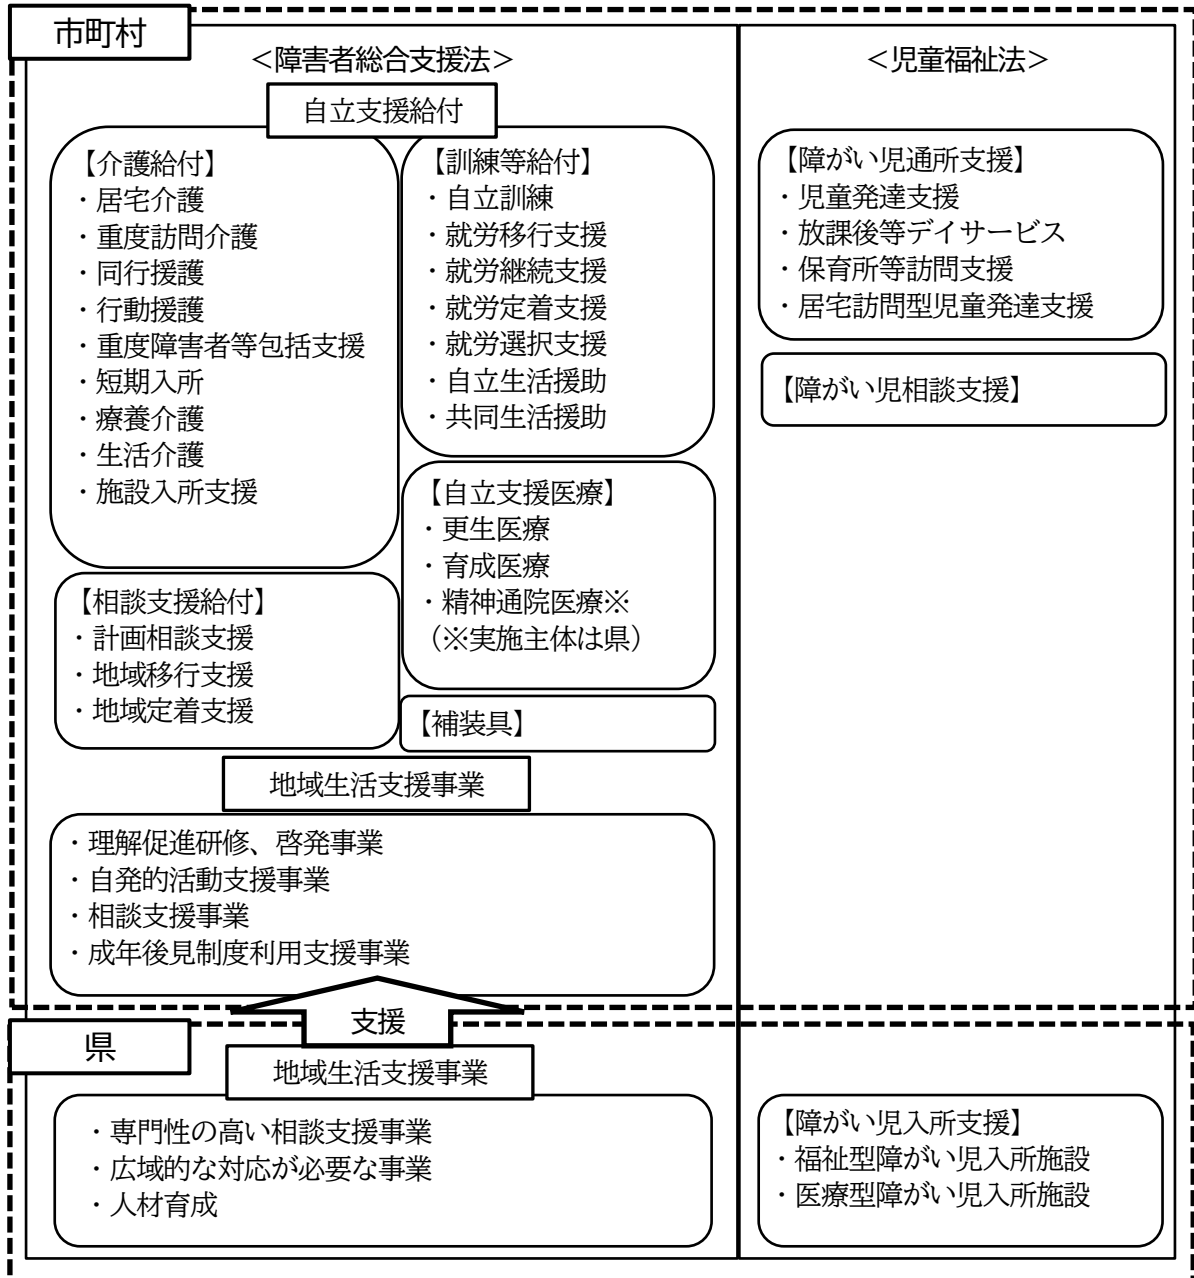 市町村
＜障害者総合支援法＞
自立支援給付
【介護給付】
・居宅介護
・重度訪問介護
・同行援護
・行動援護
・重度障害者等包括支援
・短期入所
・療養介護
・生活介護
・施設入所支援
【訓練等給付】
・自立訓練
・就労移行支援
・就労継続支援
・就労定着支援
・就労選択支援
・自立生活援助
・共同生活援助
【自立支援医療】
・更生医療
・育成医療
・精神通院医療※
（※実施主体は県）
【相談支援給付】
・計画相談支援
・地域移行支援
・地域定着支援
【補装具】
地域生活支援事業
・理解促進研修、啓発事業
・自発的活動支援事業
・相談支援事業
・成年後見制度利用支援事業
＜児童福祉法＞
【障がい児通所支援】
・児童発達支援
・放課後等デイサービス
・保育所等訪問支援
・居宅訪問型児童発達支援
【障がい児相談支援】
支援
県
地域生活支援事業
・専門性の高い相談支援事業
・広域的な対応が必要な事業
・人材育成
【障がい児入所支援】
・福祉型障がい児入所施設
・医療型障がい児入所施設